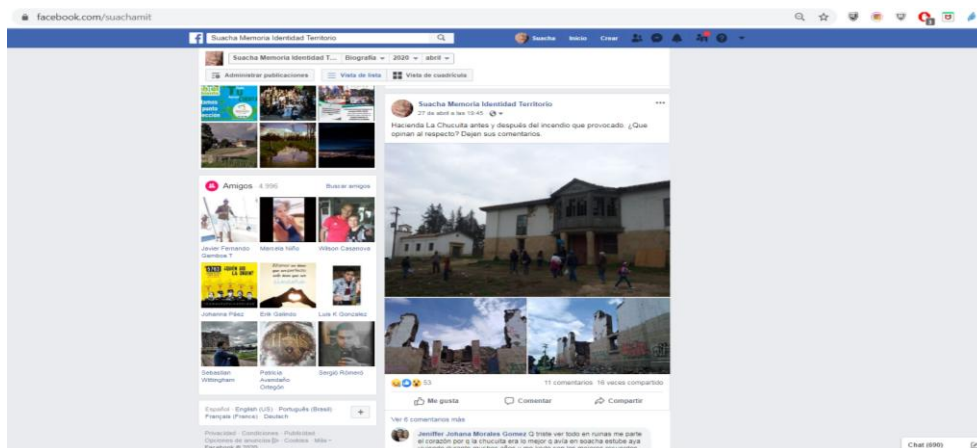 facebook.com/suachamit
Suacha Memoria Identidad Territorio
Suacha Inicio Crear
Suacha Memoria Identidad T... Biografía 2020 abril
Administrar publicaciones Vista de lista Vista de cuadrícula
Amigos 4.996 Buscar amigos
Javier Fernando Marcela Niño Wilson Casanova
Gamboa T
Johanna Páez Erik Galindo Luis F. Gonzalez
Sebastian Patricia Sergio Romero
Wittingham Avendaño
Ortegón
Español · English (US) · Português (Brasil)
Français (France) · Deutsch
Privacidad · Condiciones · Publicidad
Opciones de anuncios · Cookies · Más
Facebook © 2020
Suacha Memoria Identidad Territorio
27 de abril a las 19:45
Hacienda La Chucuita antes y después del incendio que provocado. ¿Que
opinan al respecto? Dejan sus comentarios.
53 11 comentarios 16 veces compartido
Me gusta Comentar Compartir
Ver 6 comentarios más
Jeniffer Johana Morales Gomez Q triste ver todo en ruinas me parte
el corazón por q la chucuita era lo mejor q avía en soacha estube aya
Chat (690)